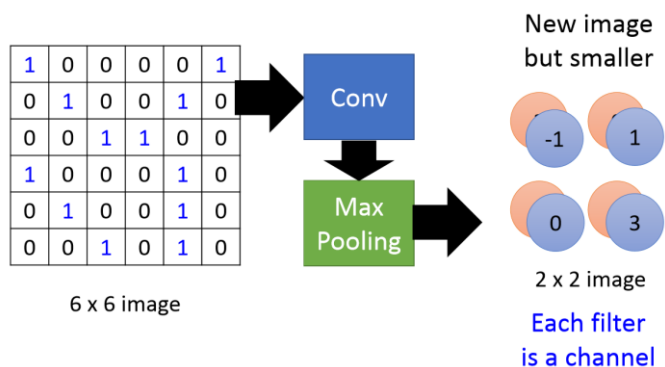 New image
but smaller
1 0 0 0 0 1
0 1 0 0 1 0
0 0 1 1 0 0
1 0 0 0 1 0
0 1 0 0 1 0
0 0 1 0 1 0
Conv
Max
Pooling
-1 1
0 3
6 x 6 image
2 x 2 image
Each filter
is a channel